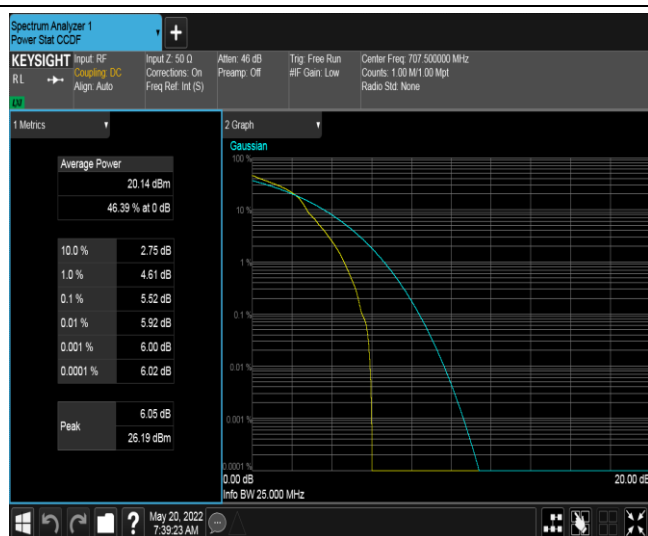 Spectrum Analyzer 1
Power Stat CCDF
+
KEYSIGHT Input: RF Input Z: 50 Ω Atten: 46 dB Trig: Free Run Center Freq: 707.500000 MHz
RL Coupling: DC Corrections: On Preamp: Off #IF Gain: Low Counts: 1.00 M/1.00 Mpt
Align: Auto Freq Ref: Int (S) Radio Std: None
1 Metrics
2 Graph
Gaussian
Average Power
20.14 dBm
46.39 % at 0 dB
10.0 % 2.75 dB
1.0 % 4.61 dB
0.1 % 5.52 dB
0.01 % 5.92 dB
0.001 % 6.00 dB
0.0001 % 6.02 dB
Peak 6.05 dB
26.19 dBm
100 %
10 %
1 %
0.1 %
0.01 %
0.001 %
0.0001 %
0.00 dB 20.00 dB
Info BW 25.000 MHz
? May 20, 2022
7:39:23 AM